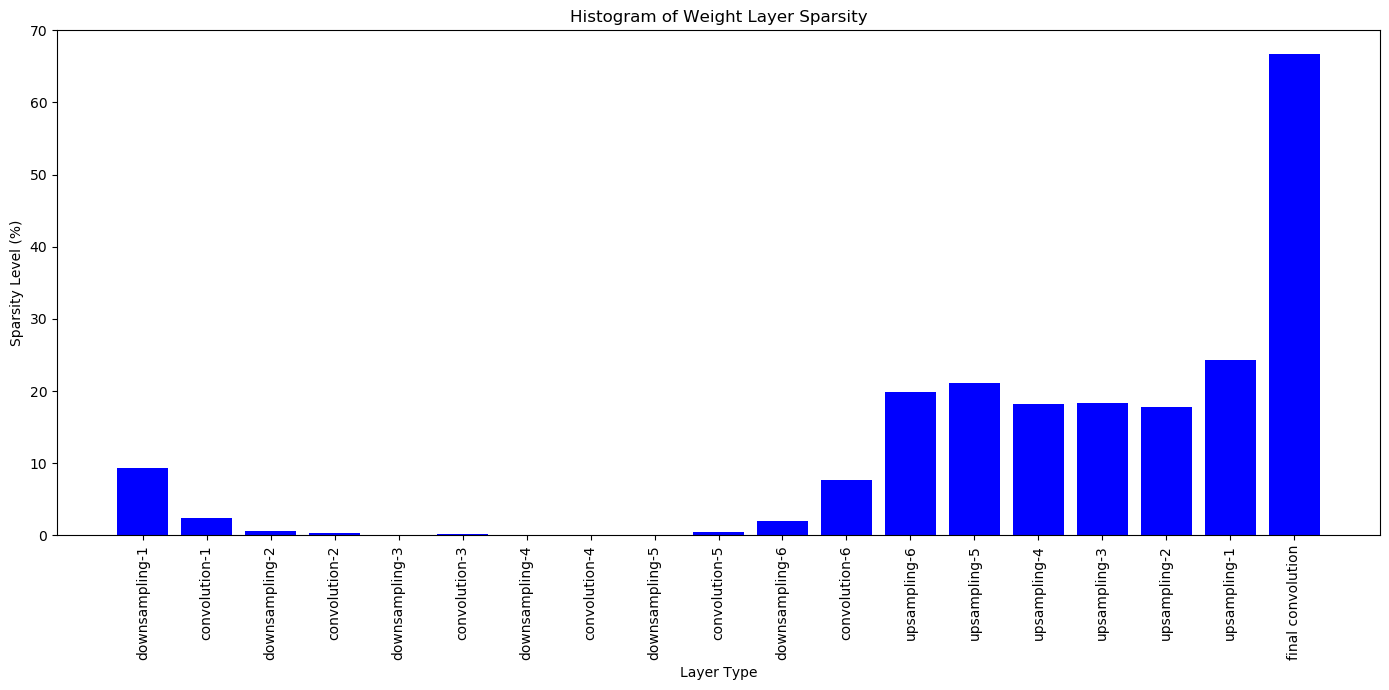 Histogram of Weight Layer Sparsity
Sparsity Level (%)
70
60
50
40
30
20
10
0
downsampling-1
convolution-1
downsampling-2
convolution-2
downsampling-3
convolution-3
downsampling-4
convolution-4
downsampling-5
convolution-5
downsampling-6
convolution-6
upsampling-6
upsampling-5
upsampling-4
upsampling-3
upsampling-2
upsampling-1
final convolution
Layer Type